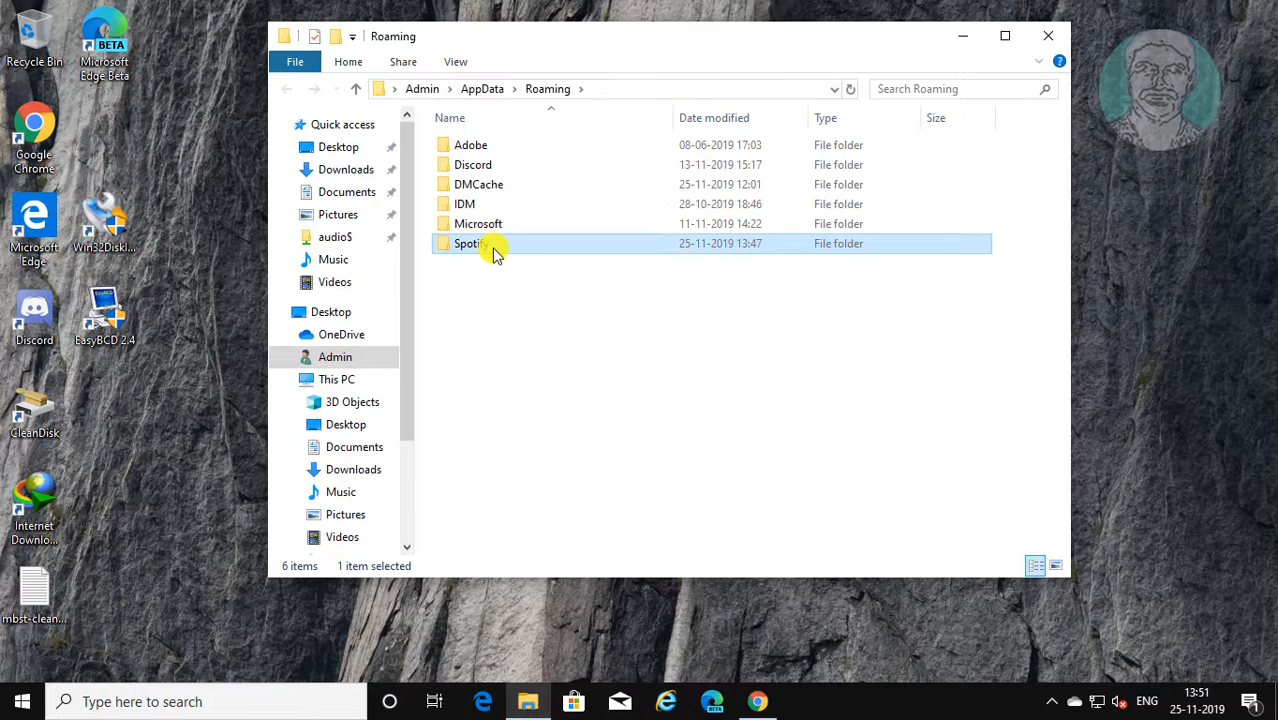 Recycle Bin
Microsoft
Edge Beta
BETA
Google
Chrome
Microsoft
Edge
Win32DiskI...
Discord
EasyBCD 2.4
CleanDisk
Internet
Downlo...
mbst-clean...
Roaming
File
Home
Share
View
Admin
AppData
Roaming
Search Roaming
Quick access
Desktop
Downloads
Documents
Pictures
audio$
Music
Videos
Desktop
OneDrive
Admin
This PC
3D Objects
Desktop
Documents
Downloads
Music
Pictures
Videos
Name Date modified Type Size
Adobe 08-06-2019 17:03 File folder
Discord 13-11-2019 15:17 File folder
DMCache 25-11-2019 12:01 File folder
IDM 28-10-2019 18:46 File folder
Microsoft 11-11-2019 14:22 File folder
Spotify 25-11-2019 13:47 File folder
6 items 1 item selected
Type here to search
ENG
13:51
25-11-2019
1